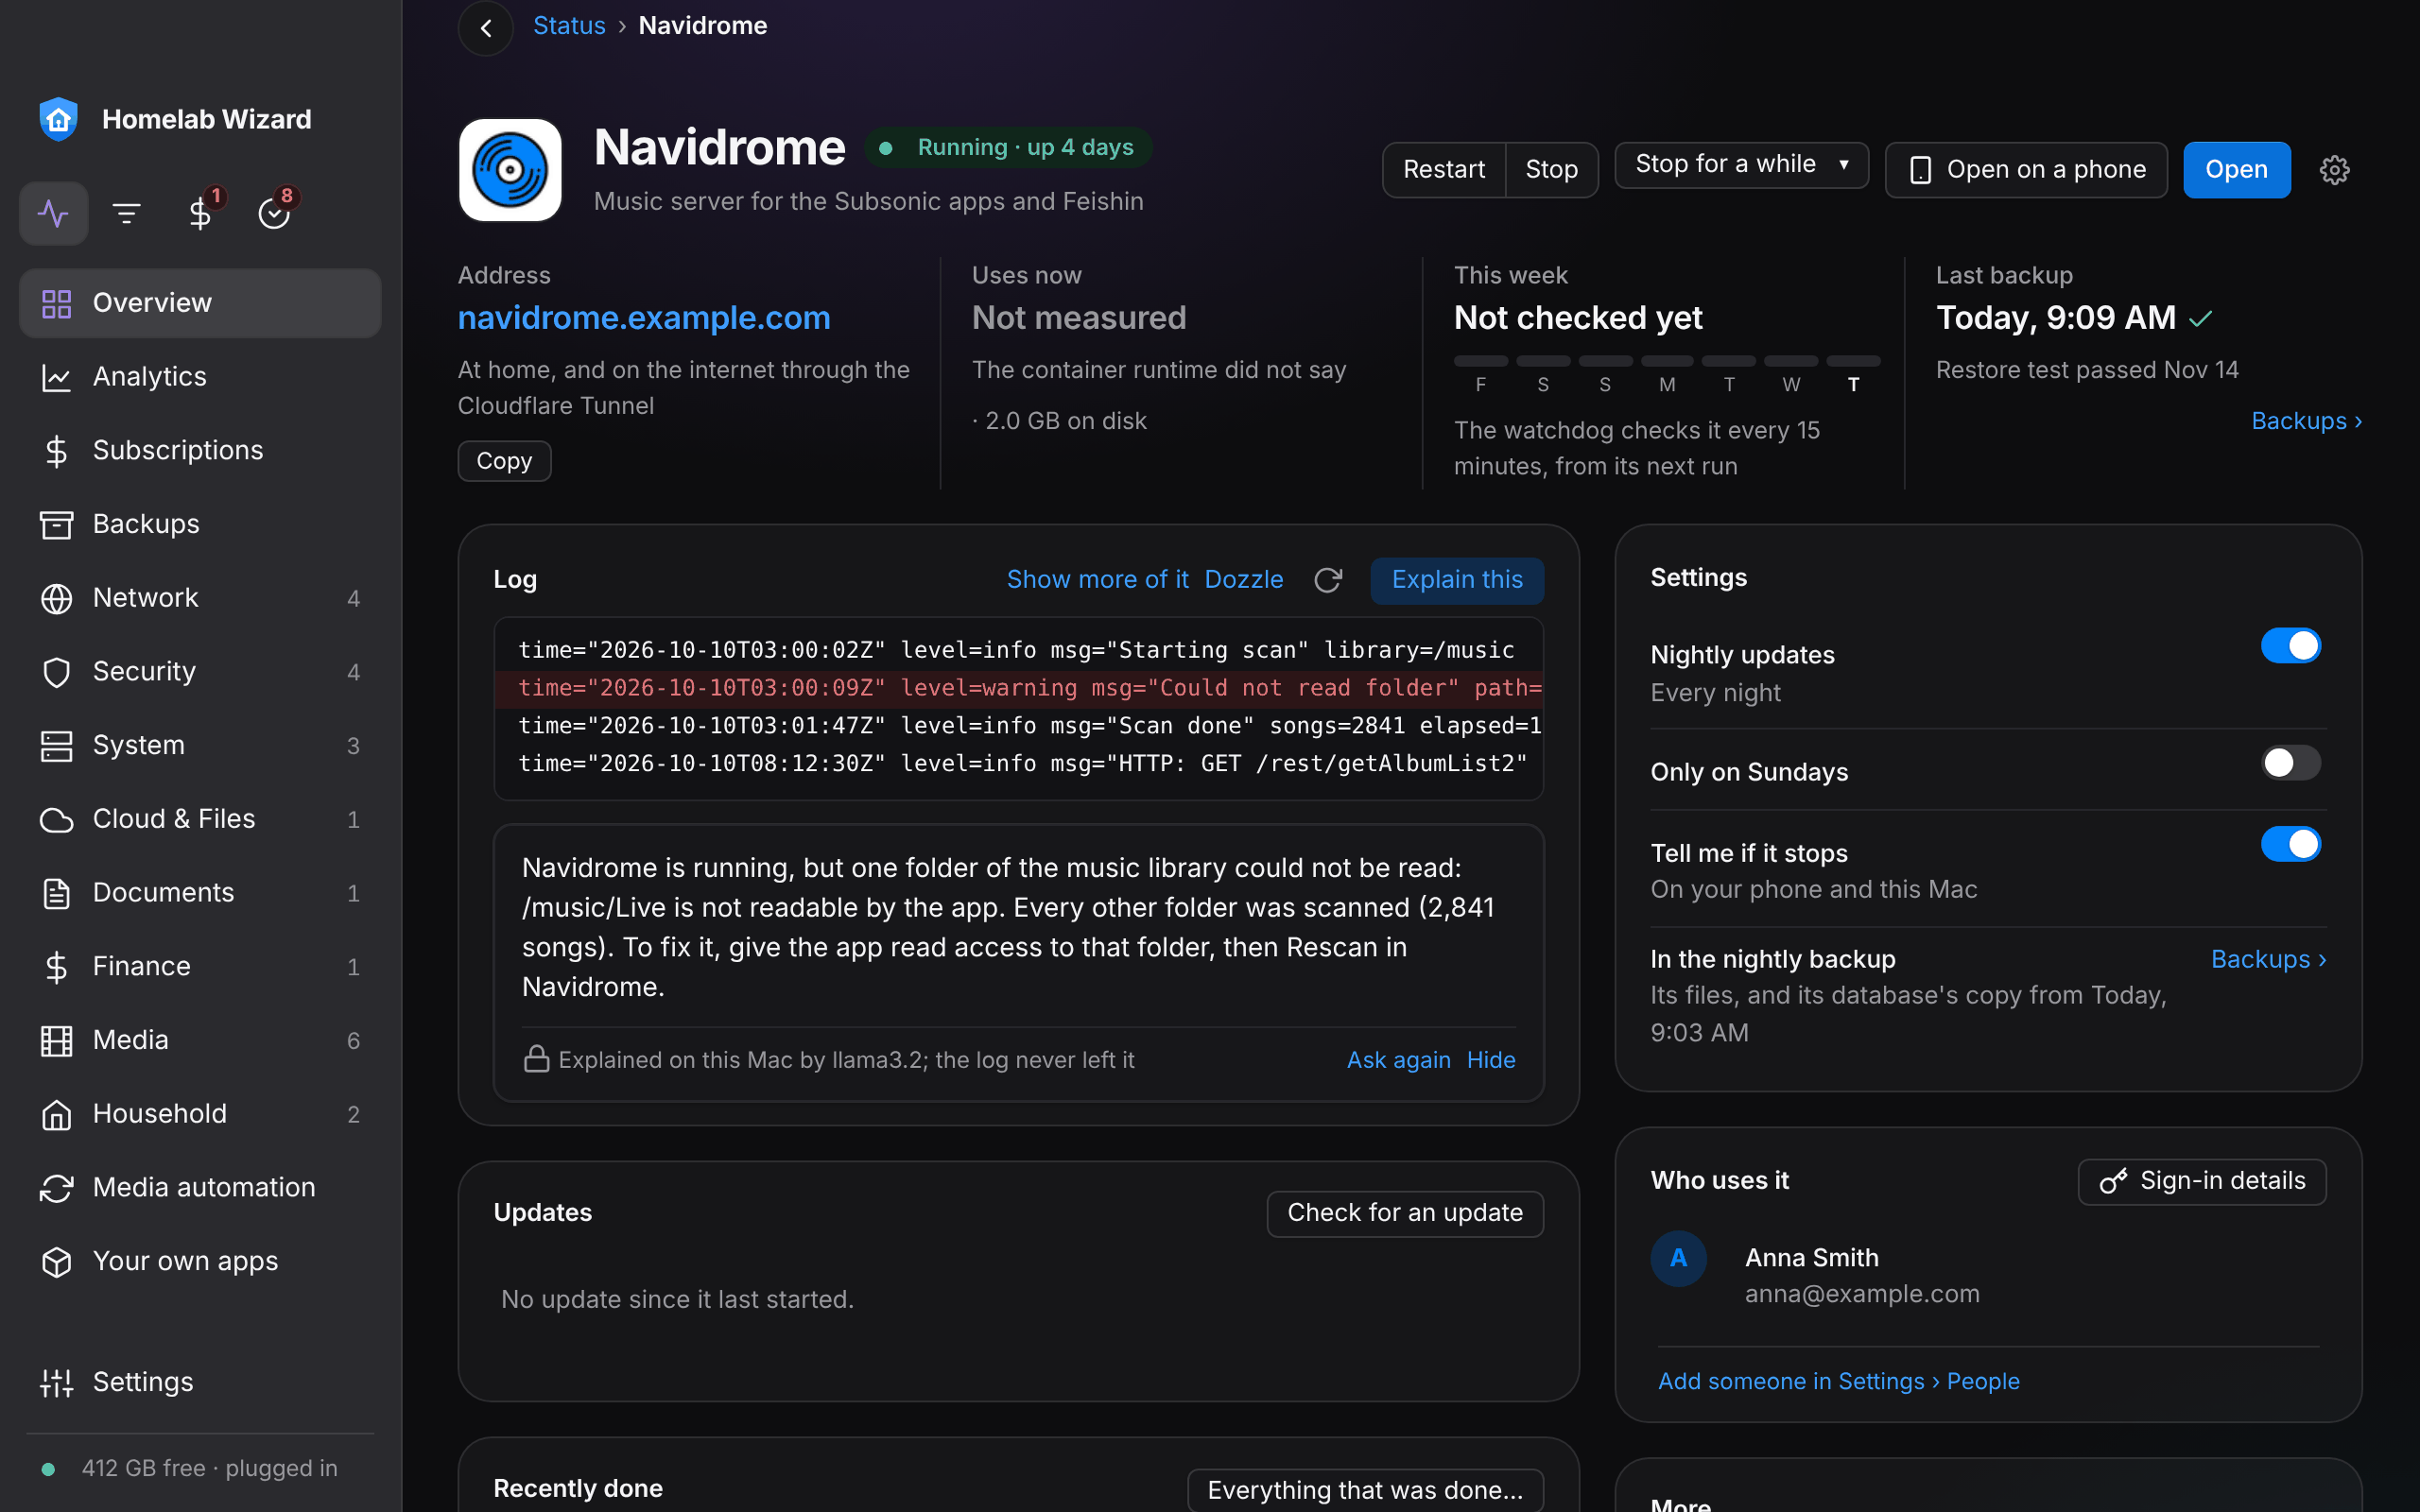 Homelab Wizard
1
8
Overview
Analytics
Subscriptions
Backups
Network 4
Security 4
System 3
Cloud & Files 1
Documents 1
Finance 1
Media 6
Household 2
Media automation
Your own apps
Settings
412 GB free · plugged in
Status › Navidrome
Navidrome
Running · up 4 days
Music server for the Subsonic apps and Feishin
Restart
Stop
Stop for a while ▾
Open on a phone
Open
Address
navidrome.example.com
At home, and on the internet through the
Cloudflare Tunnel
Copy
Uses now
Not measured
The container runtime did not say
· 2.0 GB on disk
This week
Not checked yet
F S S M T W T
The watchdog checks it every 15
minutes, from its next run
Last backup
Today, 9:09 AM
Restore test passed Nov 14
Backups ›
Log
Show more of it
Dozzle
Explain this
time="2026-10-10T03:00:02Z" level=info msg="Starting scan" library=/music
time="2026-10-10T03:00:09Z" level=warning msg="Could not read folder" path=
time="2026-10-10T03:01:47Z" level=info msg="Scan done" songs=2841 elapsed=1
time="2026-10-10T08:12:30Z" level=info msg="HTTP: GET /rest/getAlbumList2"
Navidrome is running, but one folder of the music library could not be read:
/music/Live is not readable by the app. Every other folder was scanned (2,841
songs). To fix it, give the app read access to that folder, then Rescan in
Navidrome.
Explained on this Mac by llama3.2; the log never left it
Ask again
Hide
Updates
Check for an update
No update since it last started.
Recently done
Everything that was done...
Settings
Nightly updates
Every night
Only on Sundays
Tell me if it stops
On your phone and this Mac
In the nightly backup
Backups ›
Its files, and its database's copy from Today,
9:03 AM
Who uses it
Sign-in details
A
Anna Smith
anna@example.com
Add someone in Settings › People
More